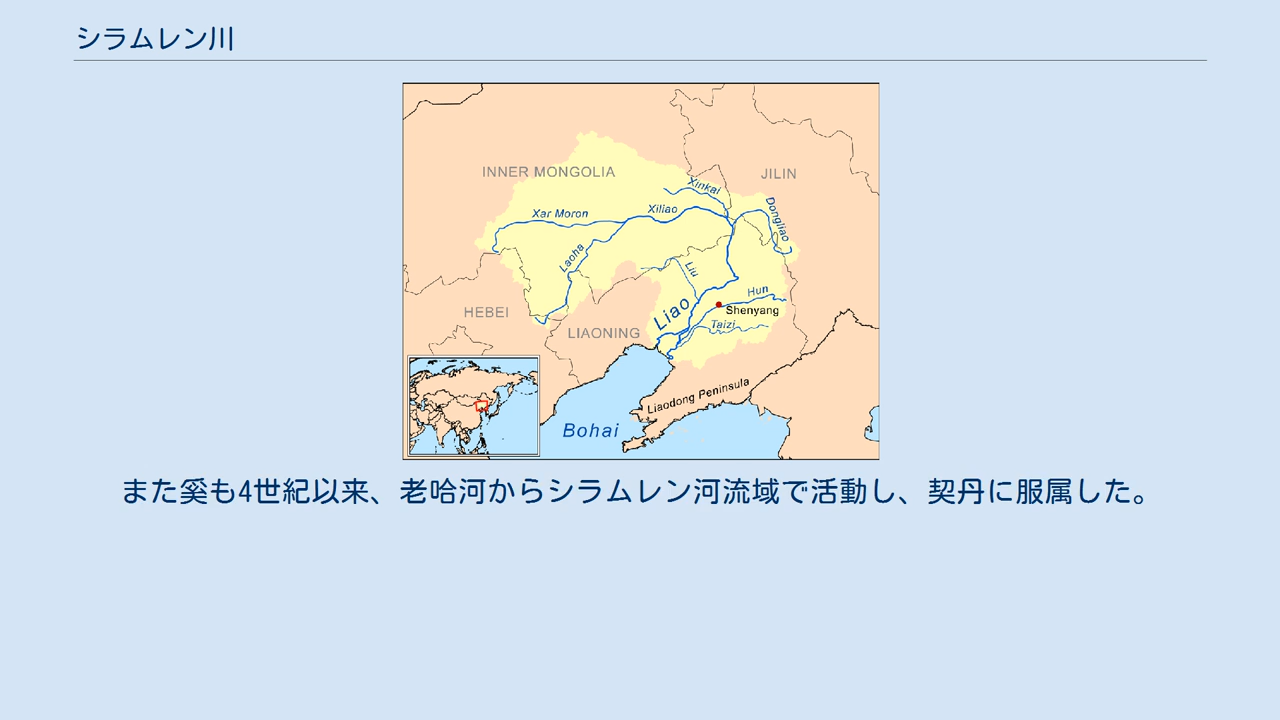 シラムレン川
INNER MONGOLIA
JILIN
Xinkai
Xar Moron
Xiliao
Dongliao
Laoha
Liu
Hun
Liao
Shenyang
HEBEI
LIAONING
Taizi
Liaodong Peninsula
Bohai
また奚も4世紀以来、老哈河からシラムレン河流域で活動し、契丹に服属した。